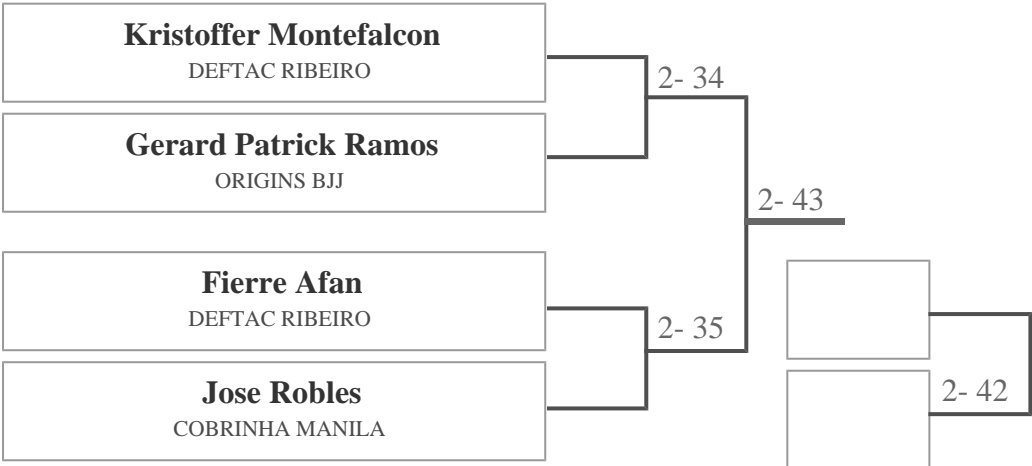 Kristoffer Montefalcon
DEFTAC RIBEIRO
2- 34
Gerard Patrick Ramos
ORIGINS BJJ
2- 43
Fierre Afan
DEFTAC RIBEIRO
2- 35
Jose Robles
COBRINHA MANILA
2- 42